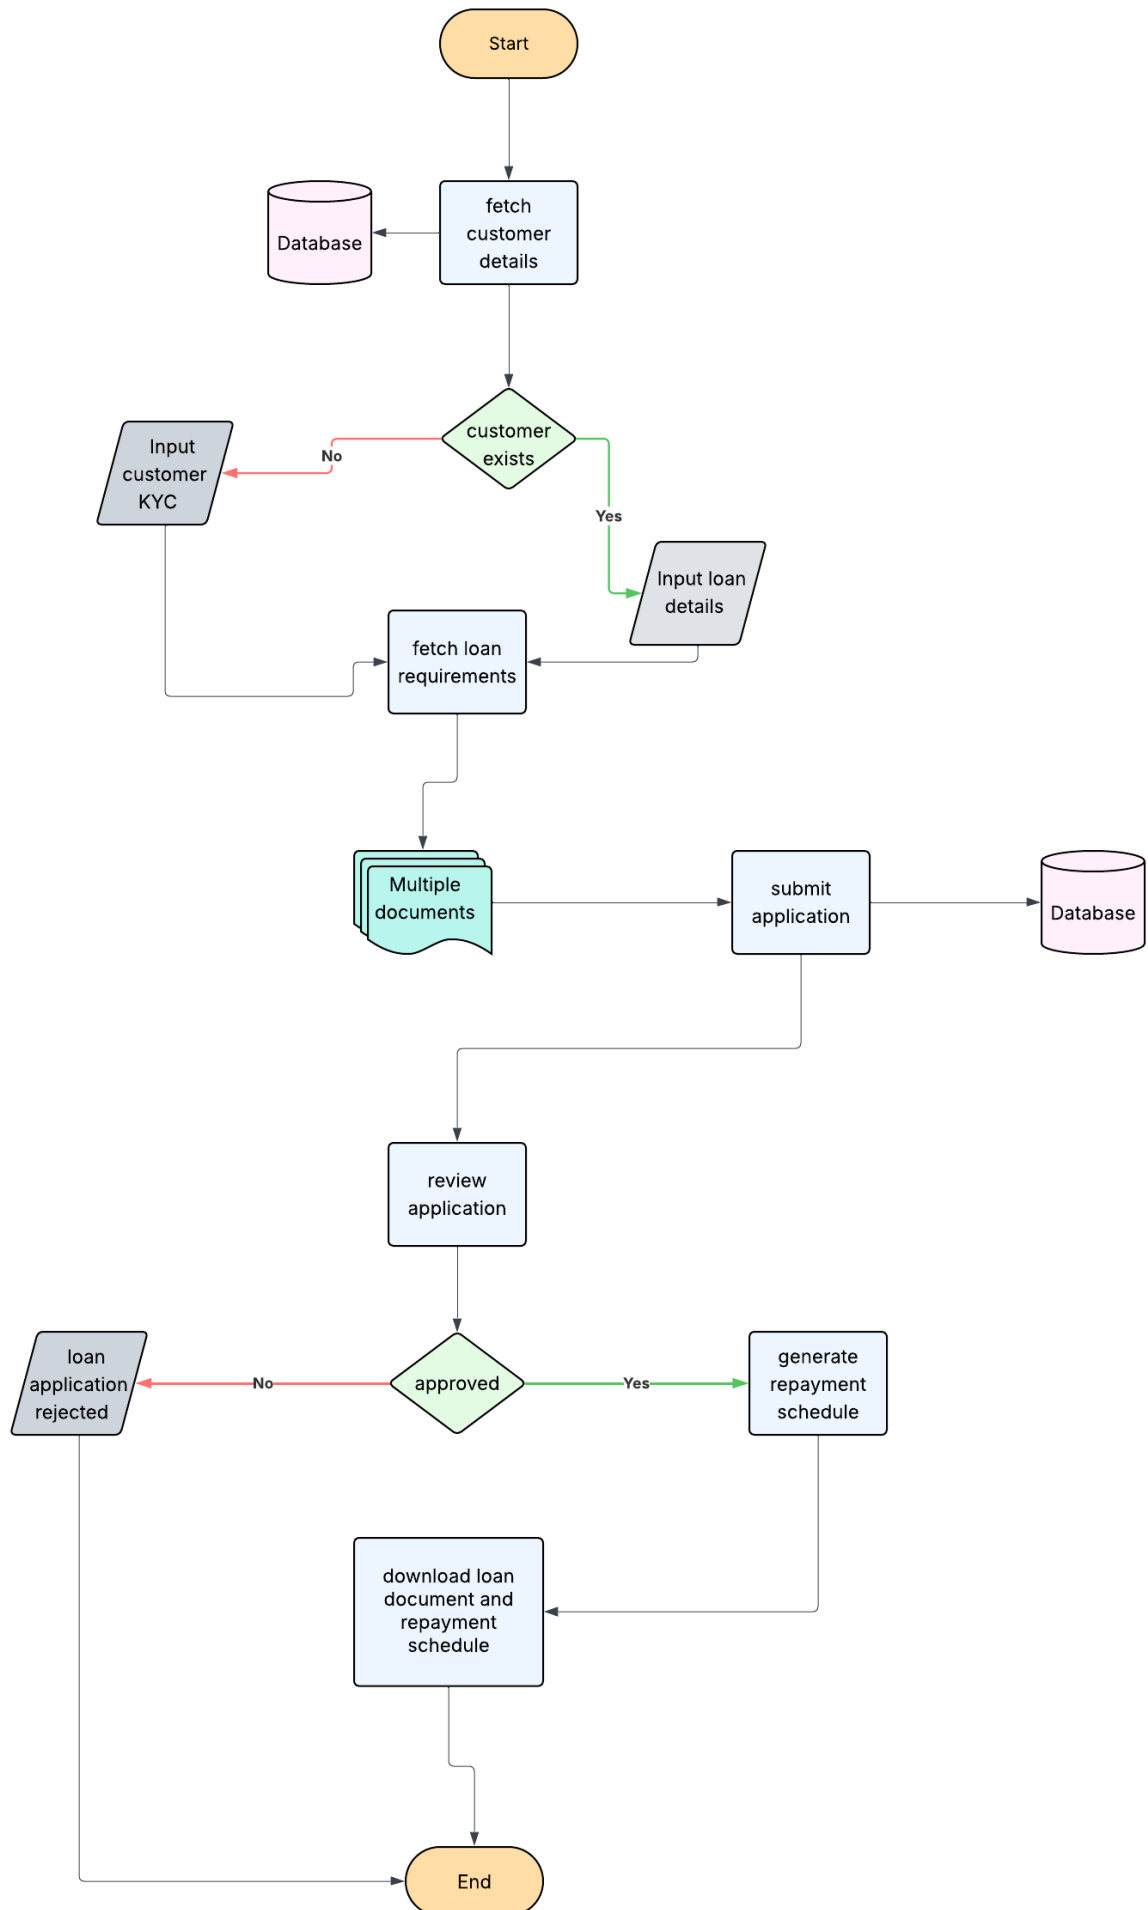 Start
fetch
customer
details
Database
customer
exists
No
Yes
Input
customer
KYC
Input loan
details
fetch loan
requirements
Multiple
documents
submit
application
Database
review
application
approved
No
Yes
loan
application
rejected
generate
repayment
schedule
download loan
document and
repayment
schedule
End